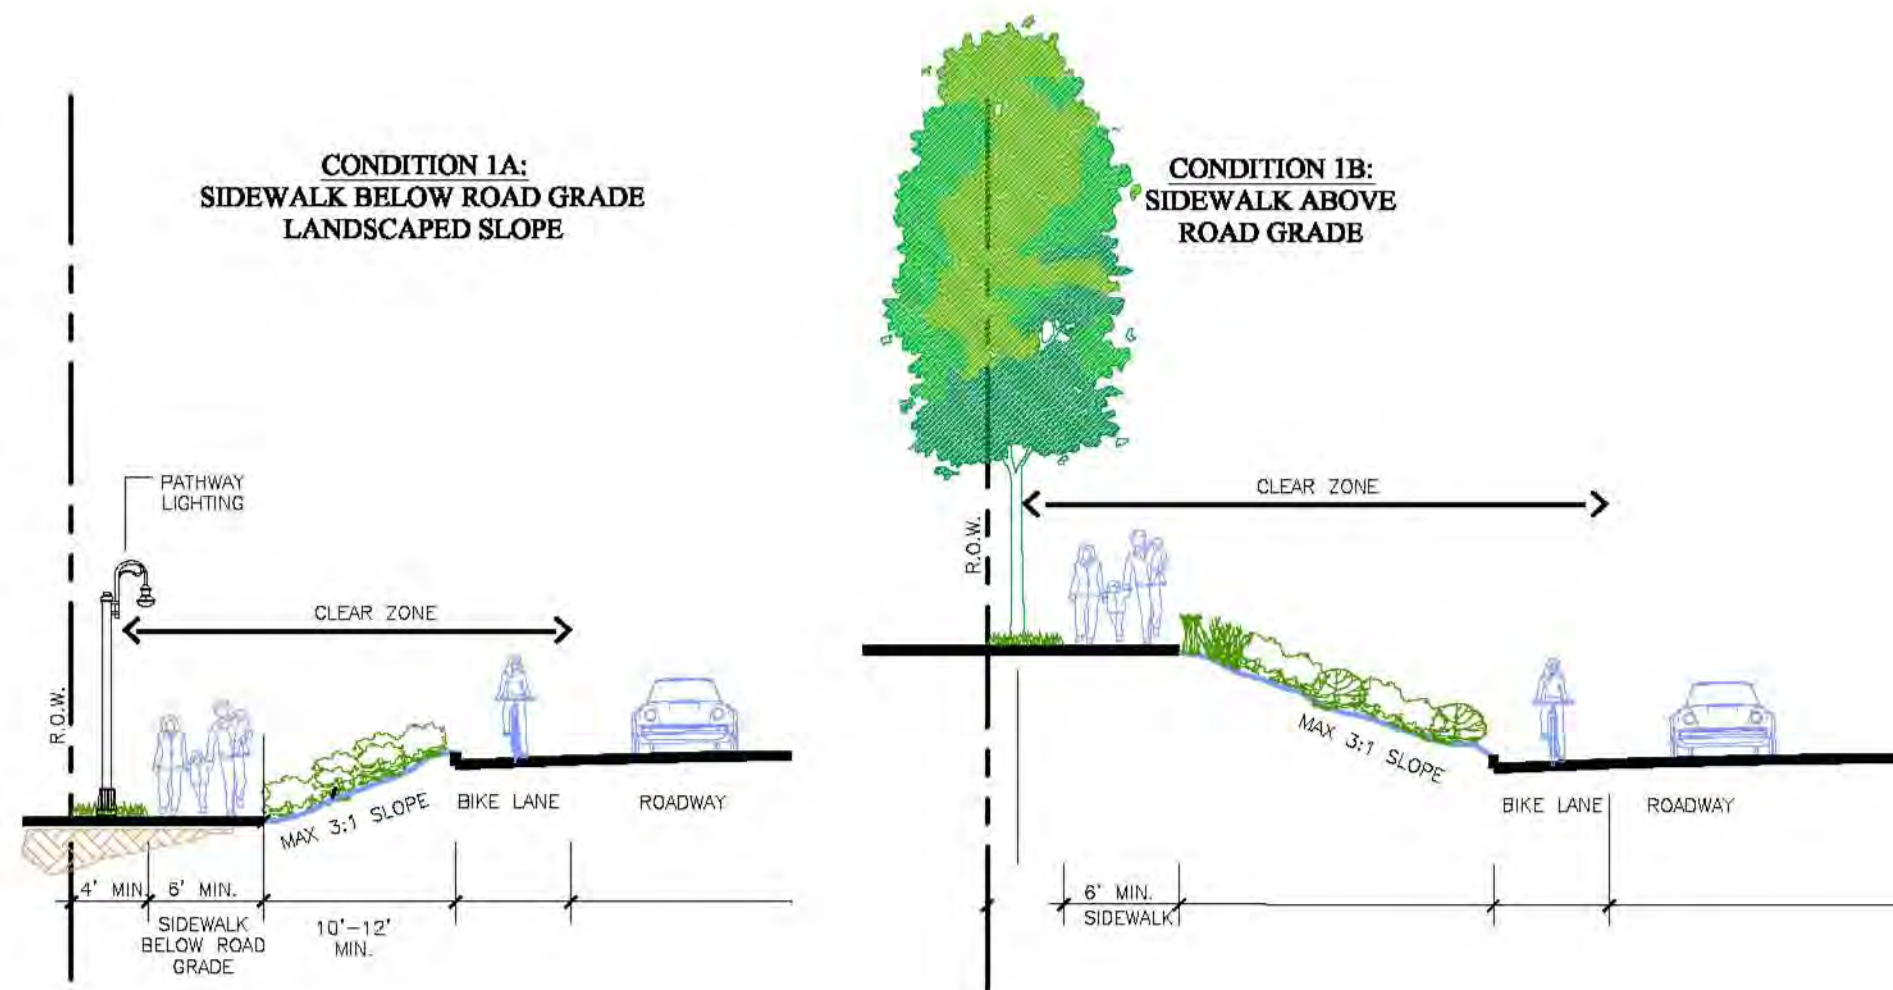 CONDITION 1A:
SIDEWALK BELOW ROAD GRADE
LANDSCAPED SLOPE
PATHWAY
LIGHTING
CLEAR ZONE
R.O.W.
MAX 3:1 SLOPE
BIKE LANE
ROADWAY
4' MIN.
6' MIN.
SIDEWALK
BELOW ROAD
GRADE
10'-12'
MIN.
CONDITION 1B:
SIDEWALK ABOVE
ROAD GRADE
CLEAR ZONE
R.O.W.
MAX 3:1 SLOPE
BIKE LANE
ROADWAY
6' MIN.
SIDEWALK